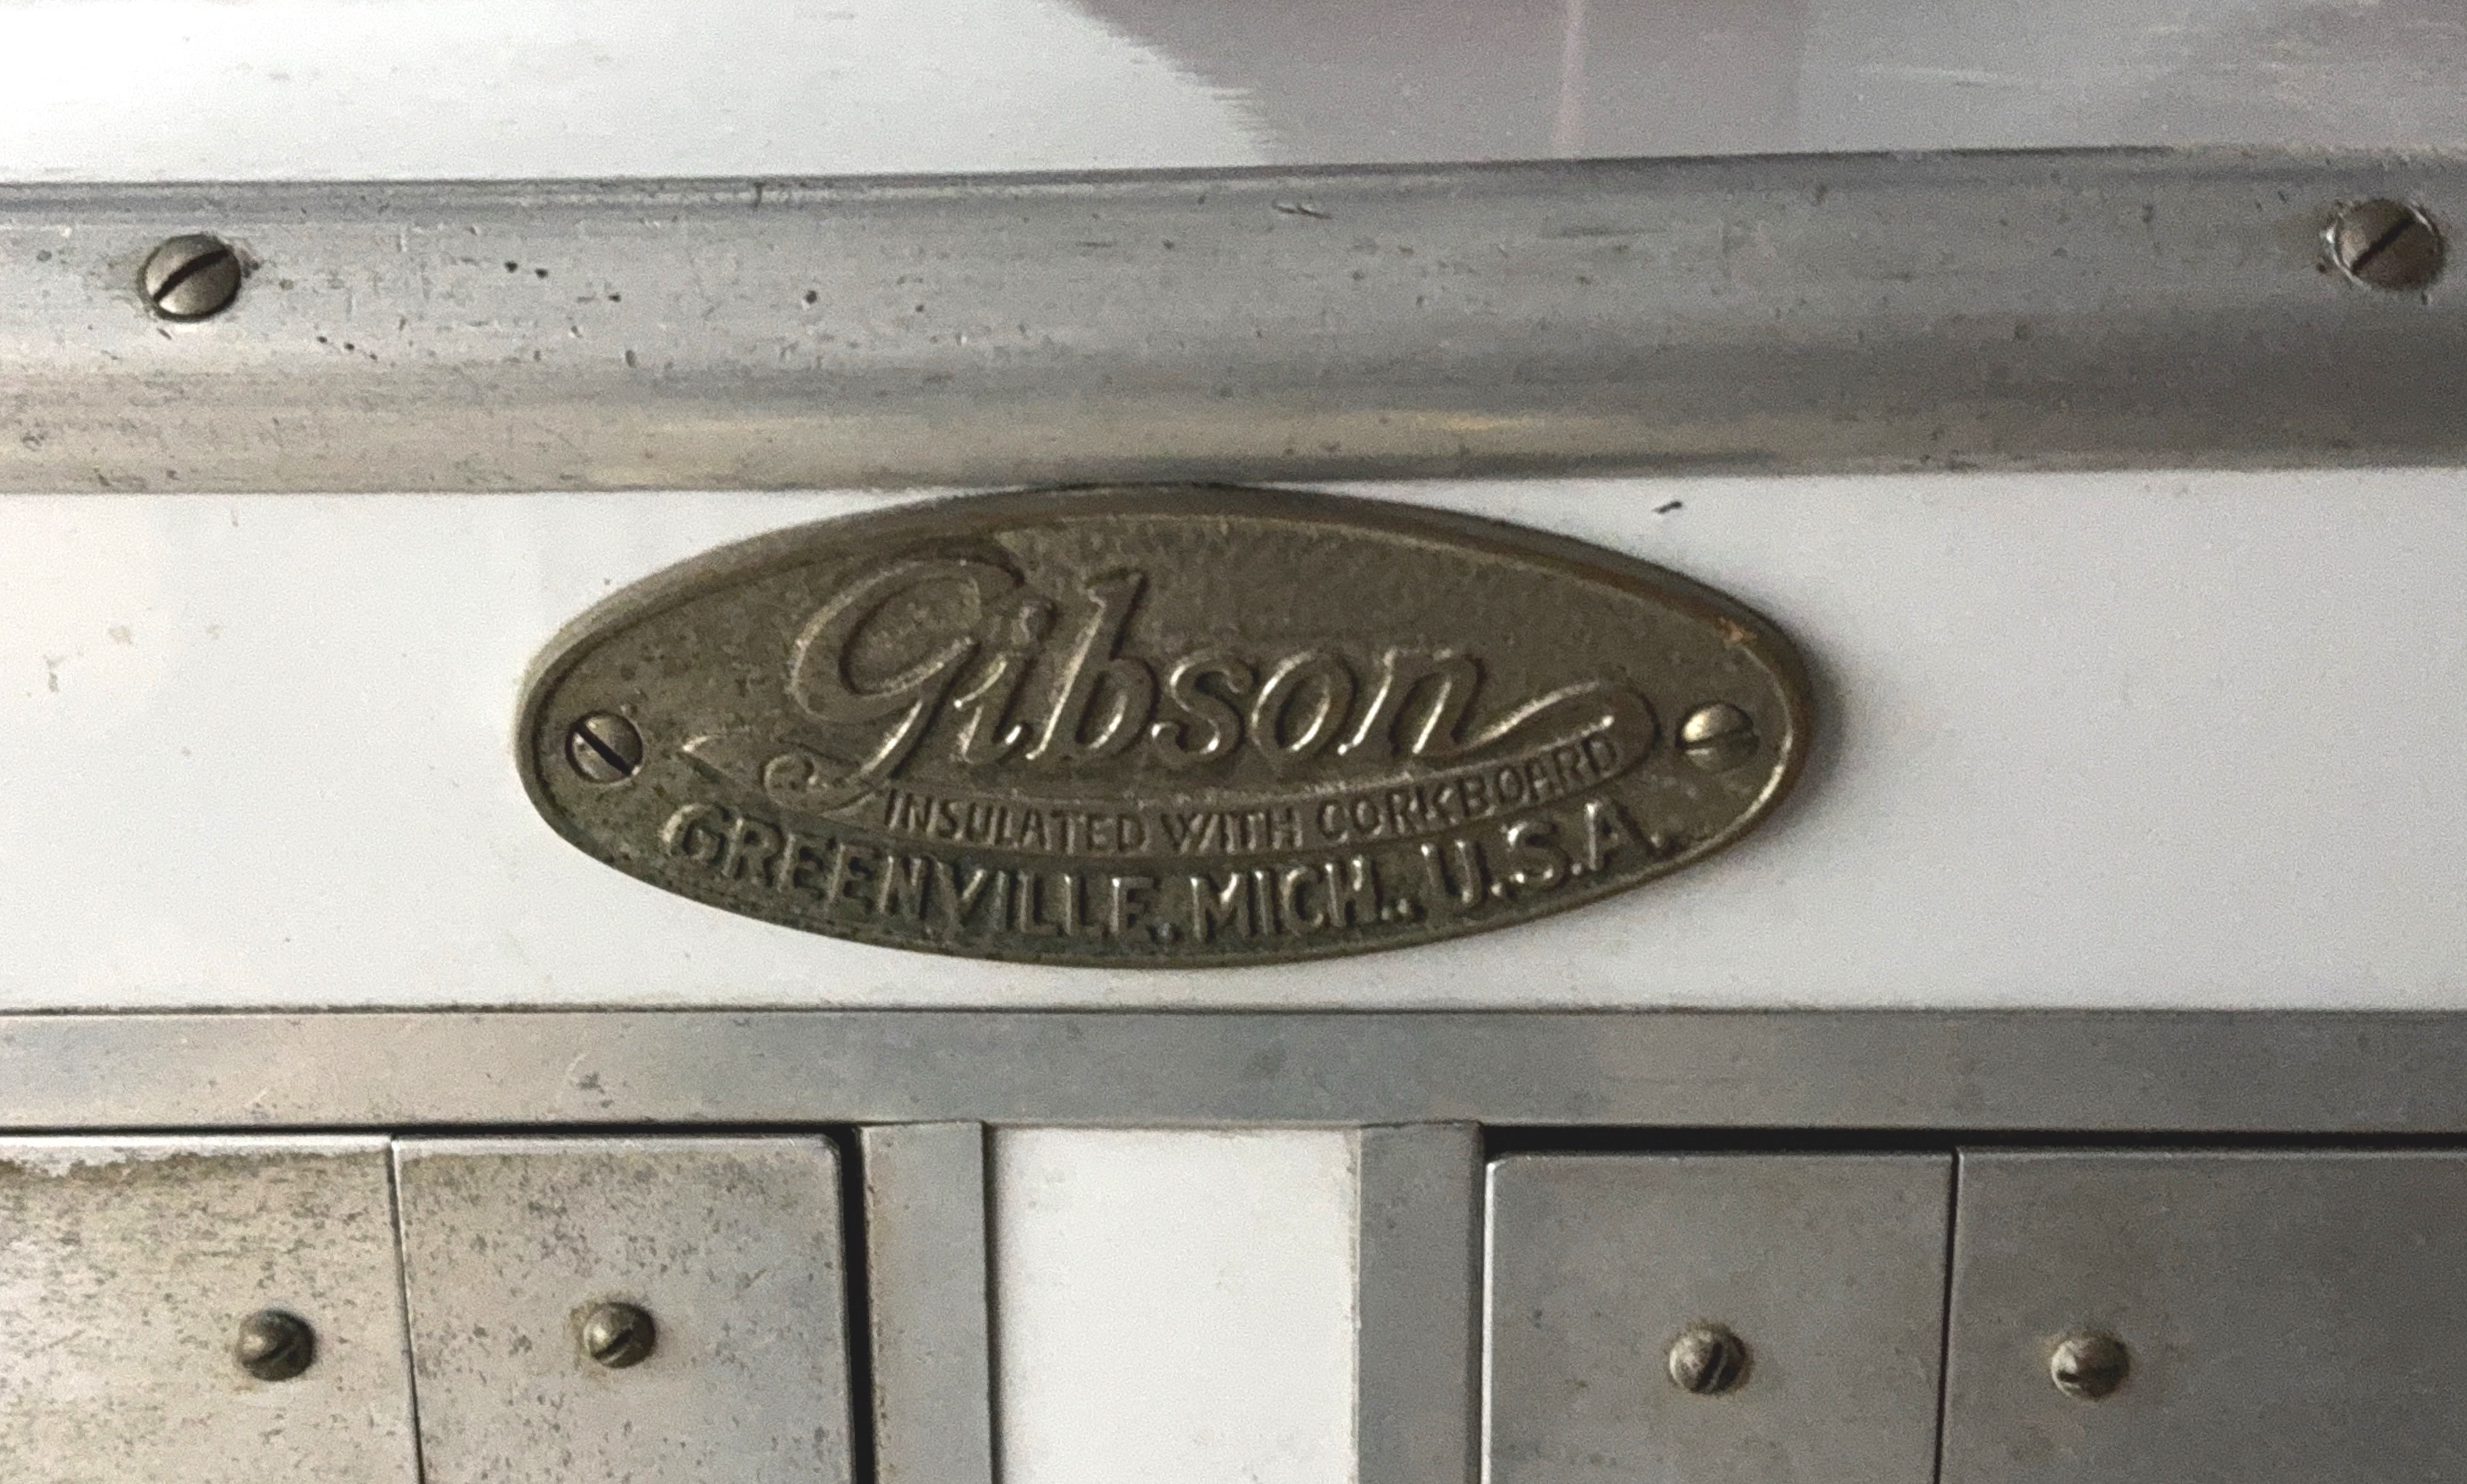 Gibson
INSULATED WITH CORKBOARD
GREENVILLE, MICH., U.S.A.